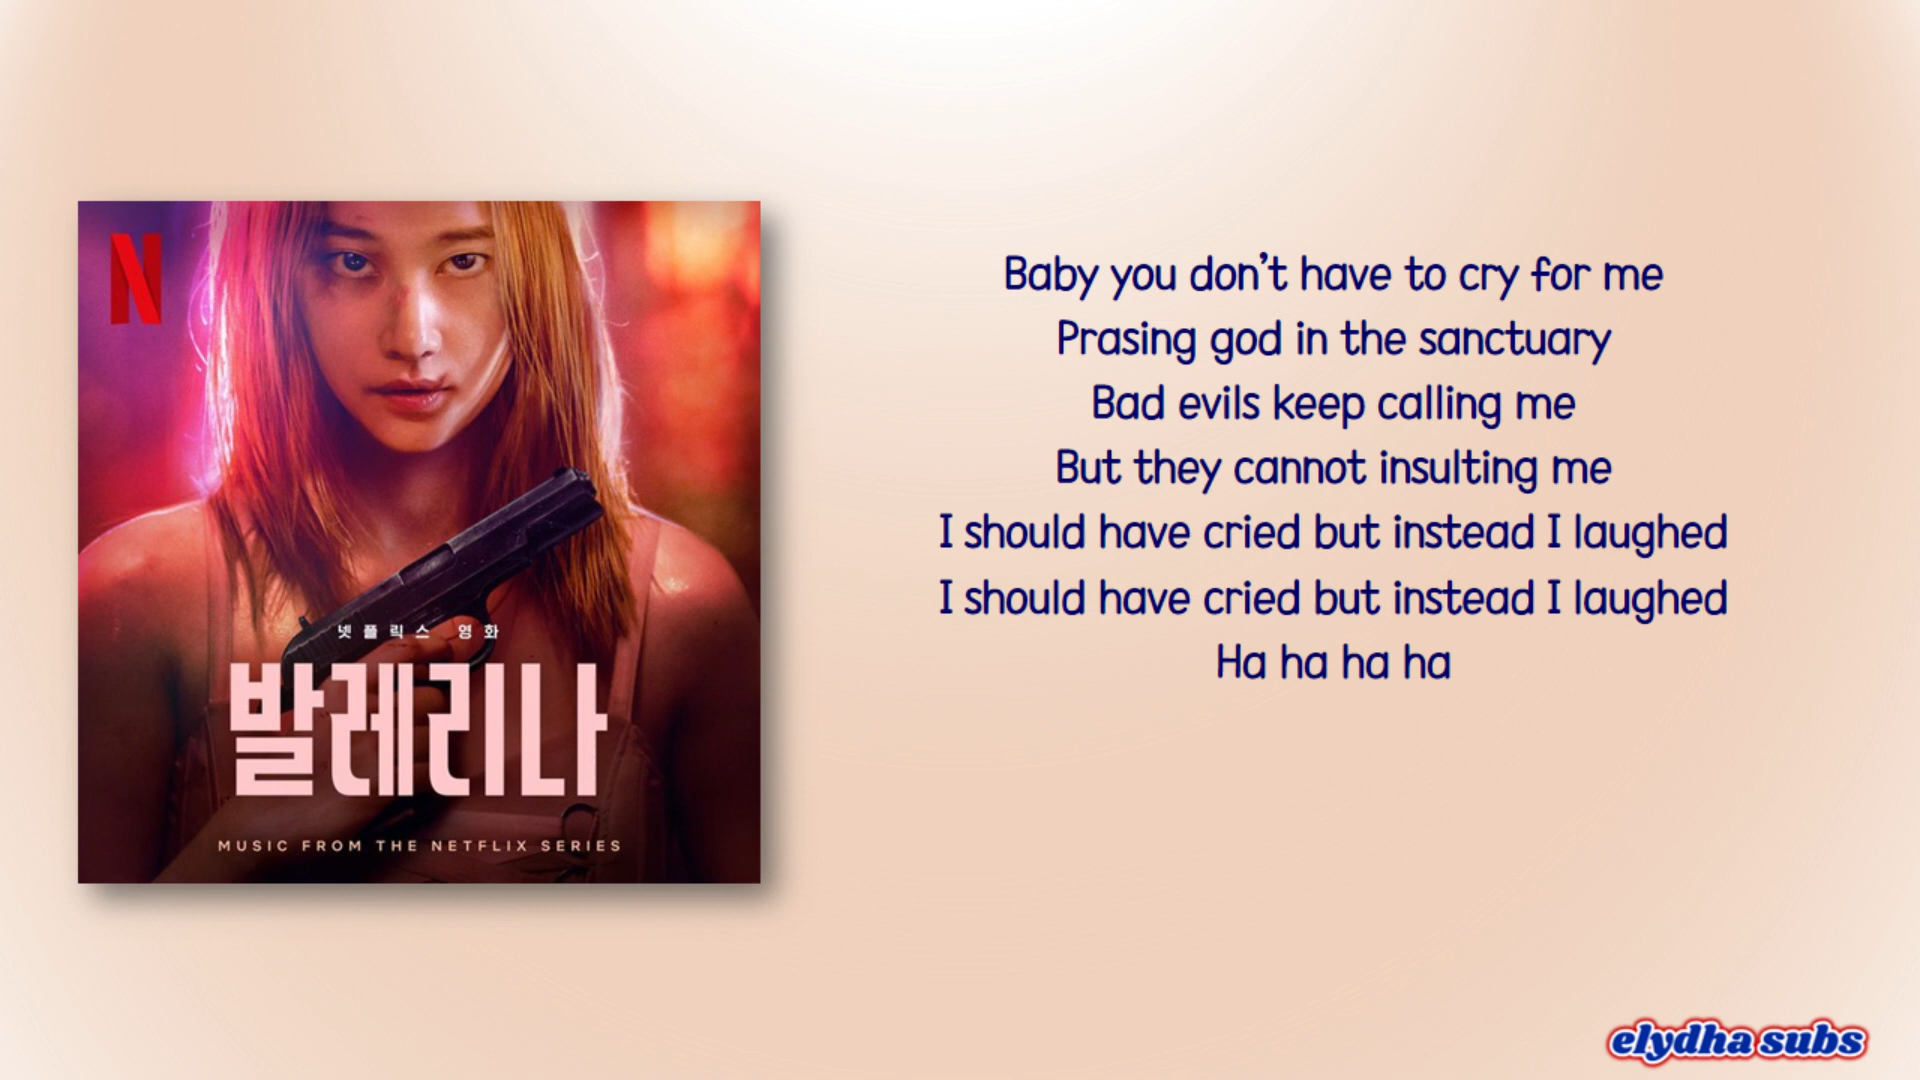 N
넷플릭스 영화
발레리나
MUSIC FROM THE NETFLIX SERIES
Baby you don't have to cry for me
Prasing god in the sanctuary
Bad evils keep calling me
But they cannot insulting me
I should have cried but instead I laughed
I should have cried but instead I laughed
Ha ha ha ha
elydha subs